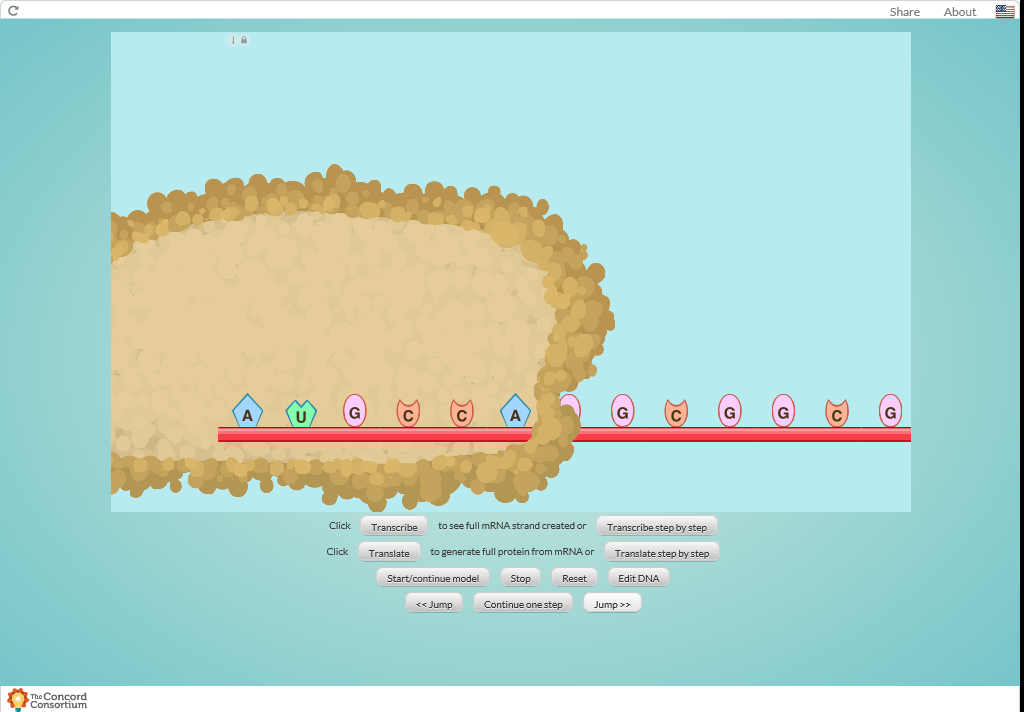 Share About
A U G C C A G C G G C G
Click Transcribe to see full mRNA strand created or Transcribe step by step
Click Translate to generate full protein from mRNA or Translate step by step
Start/continue model Stop Reset Edit DNA
<< Jump Continue one step Jump >>
The Concord
Consortium